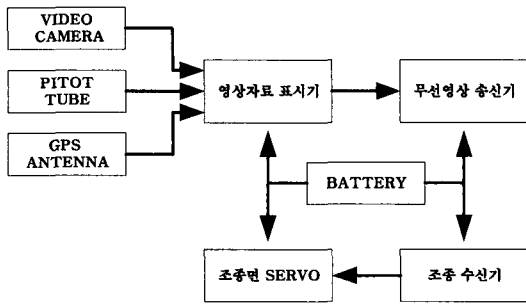 VIDEO
CAMERA
PITOT
TUBE
GPS
ANTENNA
영상자료 표시기
무선영상 송신기
BATTERY
조종면 SERVO
조종 수신기